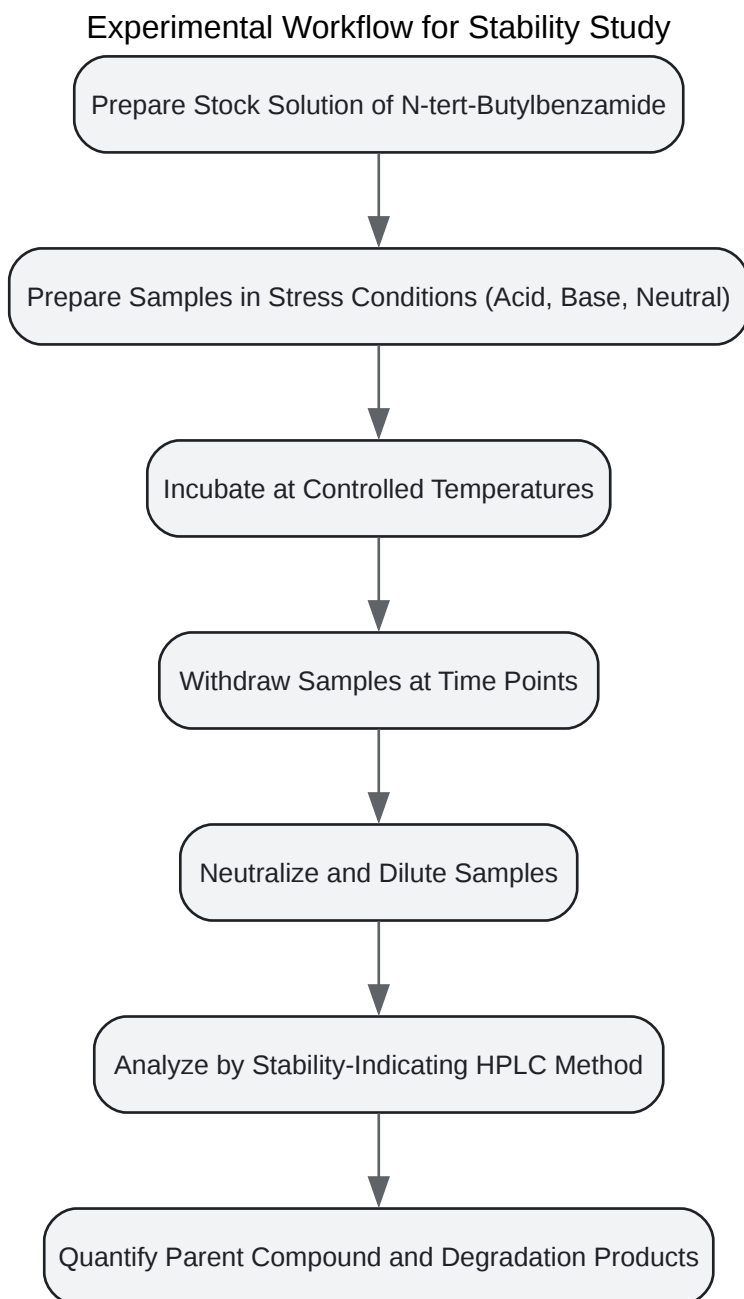 Experimental Workflow for Stability Study
Prepare Stock Solution of N-tert-Butylbenzamide
Prepare Samples in Stress Conditions (Acid, Base, Neutral)
Incubate at Controlled Temperatures
Withdraw Samples at Time Points
Neutralize and Dilute Samples
Analyze by Stability-Indicating HPLC Method
Quantify Parent Compound and Degradation Products